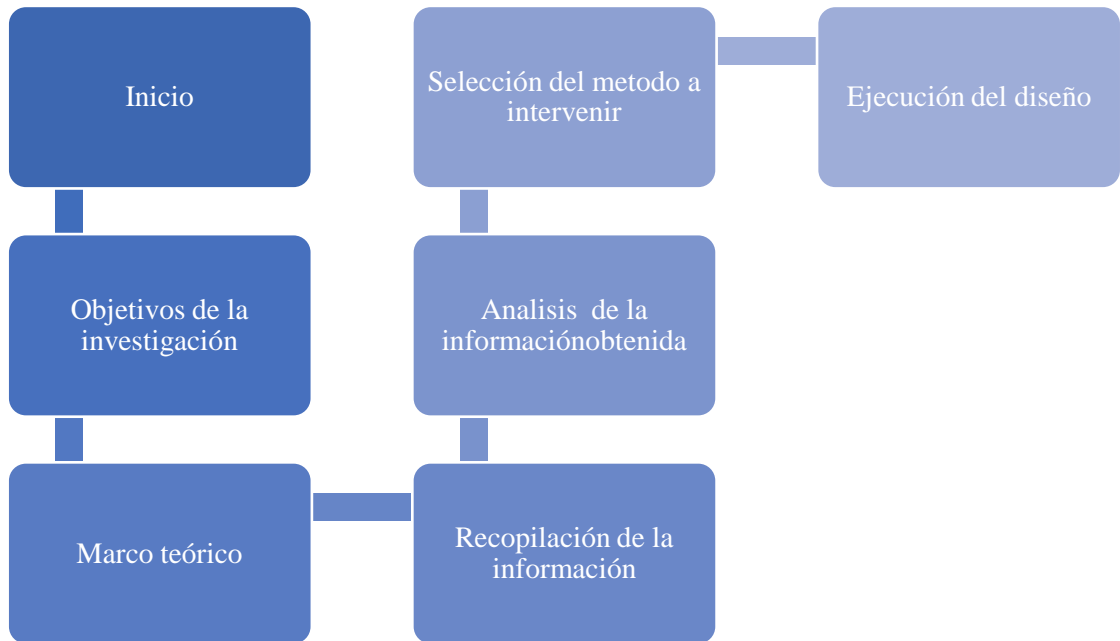 Inicio
Objetivos de la
investigación
Marco teórico
Recopilación de la
información
Analisis  de la
informaciónobtenida
Selección del metodo a
intervenir
Ejecución del diseño